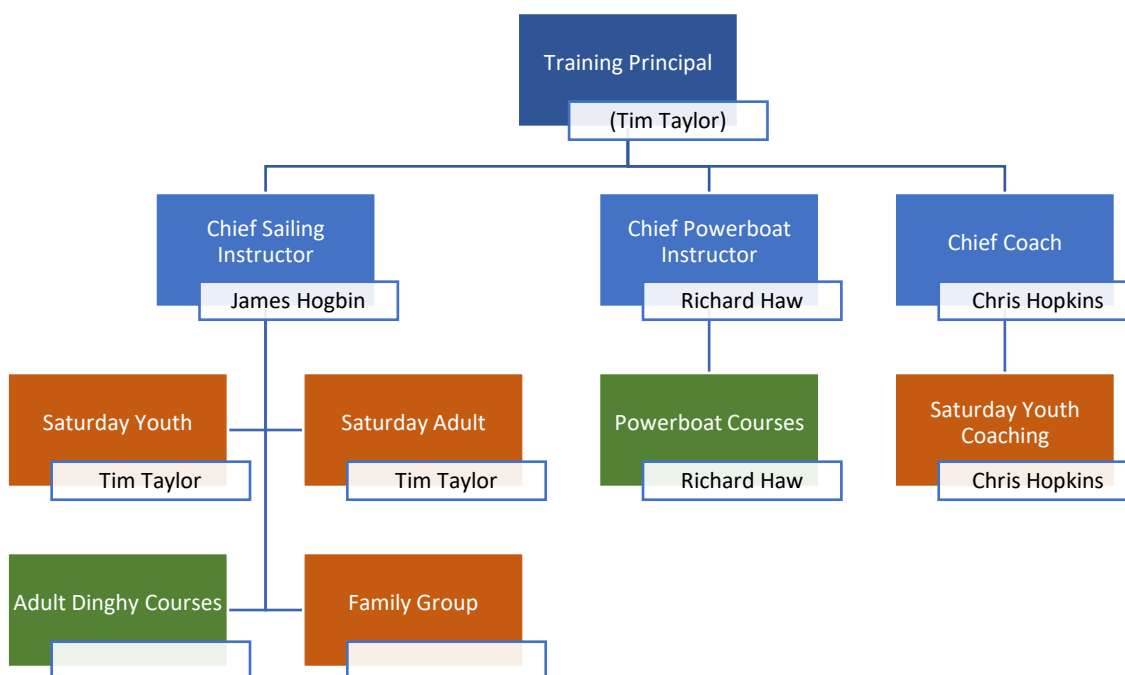 Training Principal
(Tim Taylor)
Chief Sailing
Instructor
James Hogbin
Chief Powerboat
Instructor
Richard Haw
Chief Coach
Chris Hopkins
Saturday Youth
Tim Taylor
Saturday Adult
Tim Taylor
Powerboat Courses
Richard Haw
Saturday Youth
Coaching
Chris Hopkins
Adult Dinghy Courses
Family Group